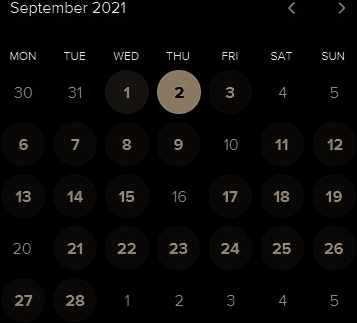 September 2021
MON TUE WED THU FRI SAT SUN
30 31 1 2 3 4 5
6 7 8 9 10 11 12
13 14 15 16 17 18 19
20 21 22 23 24 25 26
27 28 1 2 3 4 5